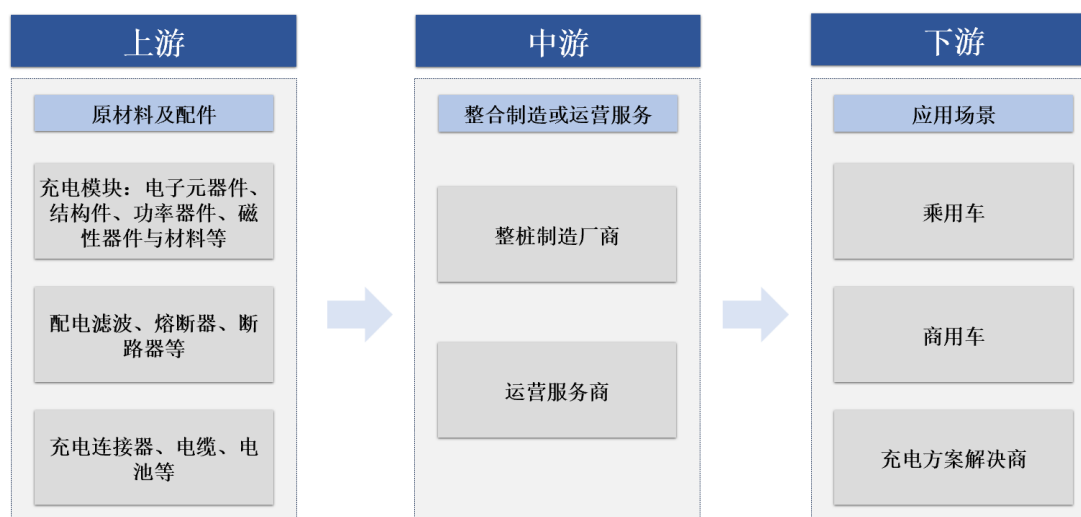 上游
原材料及配件
充电模块：电子元器件、
结构件、功率器件、磁
性器件与材料等
配电滤波、熔断器、断
路器等
充电连接器、电缆、电
池等
中游
整合制造或运营服务
整桩制造厂商
运营服务商
下游
应用场景
乘用车
商用车
充电方案解决商